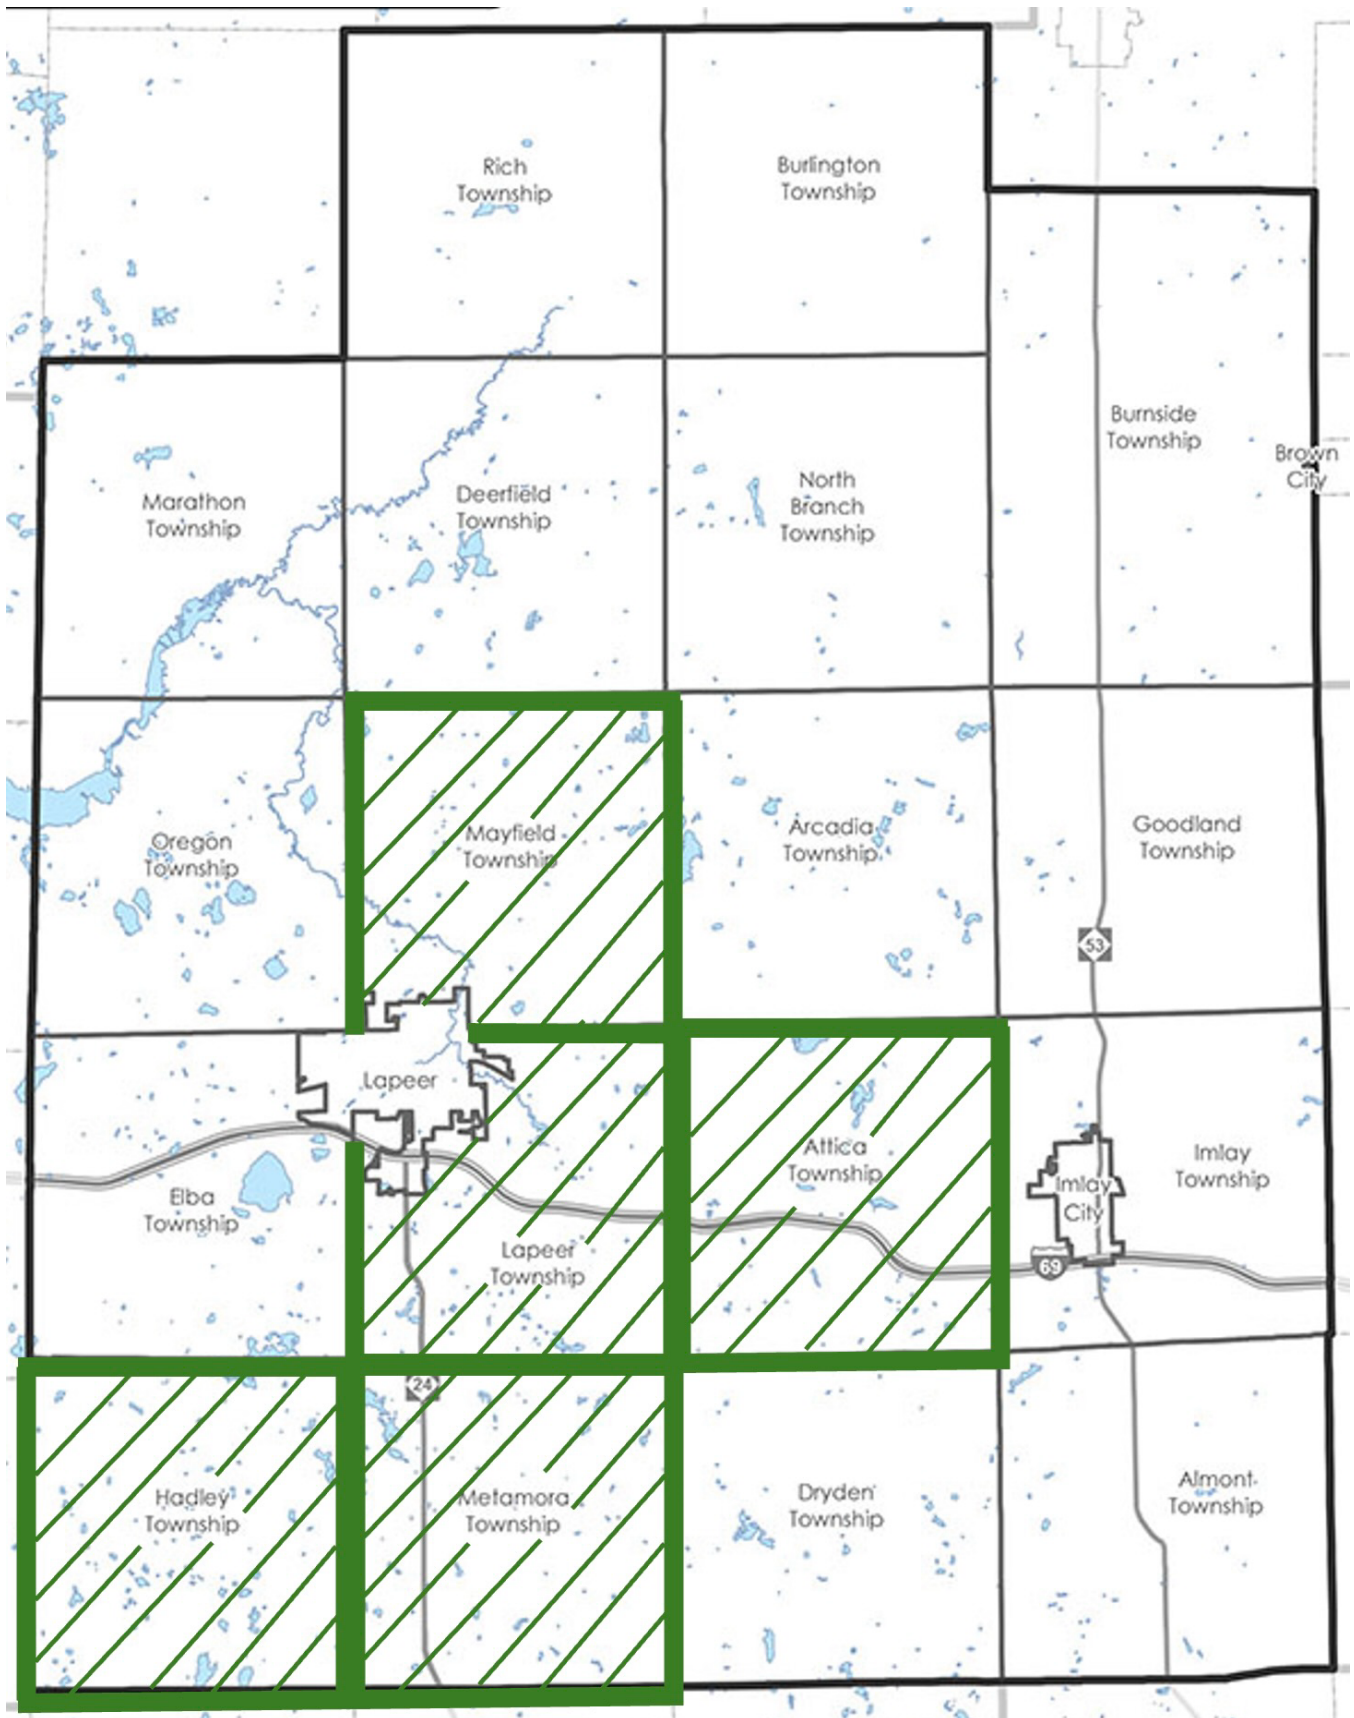 Rich
Township
Burlington
Township
Burnside
Township
Brown
City
Marathon
Township
Deerfield
Township
North
Branch
Township
Oregon
Township
Mayfield
Township
Arcadia
Township
Goodland
Township
53
Lapeer
Elba
Township
Lapeer
Township
Attica
Township
Imlay
City
Imlay
Township
69
24
Hadley
Township
Metamora
Township
Dryden
Township
Almont
Township